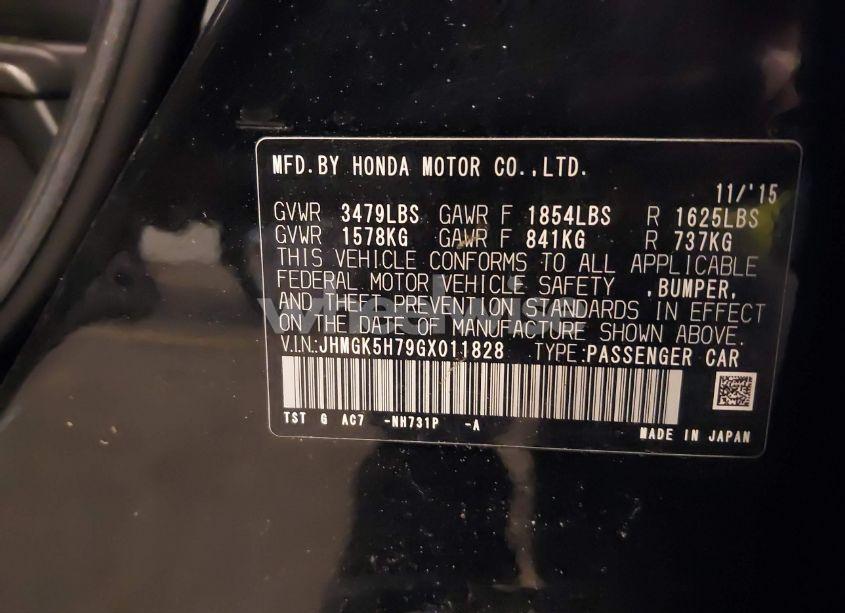 MFD.BY HONDA MOTOR CO.,LTD.
11/'15
GVWR 3479LBS GAWR F 1854LBS R 1625LBS
GVWR 1578KG GAWR F 841KG R 737KG
THIS VEHICLE CONFORMS TO ALL APPLICABLE
FEDERAL MOTOR VEHICLE SAFETY ,BUMPER,
AND THEFT PREVENTION STANDARDS IN EFFECT
ON THE DATE OF MANUFACTURE SHOWN ABOVE.
V.I.N.:JHMGK5H79GX011828 TYPE:PASSENGER CAR
TST G AC7 -NH731P -A
MADE IN JAPAN